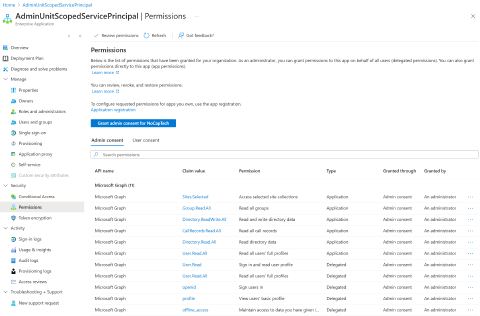 Home > AdminUnitScopedServicePrincipal
AdminUnitScopedServicePrincipal | Permissions ...
Enterprise Application
Overview
Deployment Plan
Diagnose and solve problems
Manage
Properties
Owners
Roles and administrators
Users and groups
Single sign-on
Provisioning
Application proxy
Self-service
Custom security attributes
Security
Conditional Access
Permissions
Token encryption
Activity
Sign-in logs
Usage & insights
Audit logs
Provisioning logs
Access reviews
Troubleshooting + Support
New support request
Review permissions Refresh Got feedback?
Permissions
Below is the list of permissions that have been granted for your organization. As an administrator, you can grant permissions to this app on behalf of all users (delegated permissions). You can also grant
permissions directly to this app (app permissions).
Learn more
You can review, revoke, and restore permissions.
Learn more
To configure requested permissions for apps you own, use the app registration.
Application registration
Grant admin consent for NoCapTech
Admin consent User consent
Search permissions
API name Claim value Permission Type Granted through Granted by
Microsoft Graph (11)
Microsoft Graph Sites.Selected Access selected site collections Application Admin consent An administrator ...
Microsoft Graph Group.Read.All Read all groups Application Admin consent An administrator ...
Microsoft Graph Directory.ReadWrite.All Read and write directory data Application Admin consent An administrator ...
Microsoft Graph CallRecords.Read.All Read all call records Application Admin consent An administrator ...
Microsoft Graph Directory.Read.All Read directory data Application Admin consent An administrator ...
Microsoft Graph User.Read.All Read all users' full profiles Application Admin consent An administrator ...
Microsoft Graph User.Read Sign in and read user profile Delegated Admin consent An administrator ...
Microsoft Graph User.Read.All Read all users' full profiles Delegated Admin consent An administrator ...
Microsoft Graph openid Sign users in Delegated Admin consent An administrator ...
Microsoft Graph profile View users' basic profile Delegated Admin consent An administrator ...
Microsoft Graph offline_access Maintain access to data you have given i... Delegated Admin consent An administrator ...